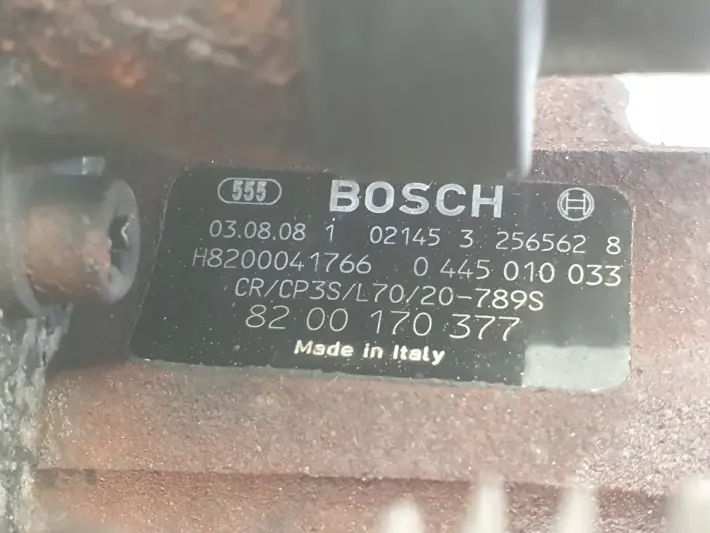 555 BOSCH
03.08.08 1 02145 3 256562 8
H8200041766 0 445 010 033
CR/CP3S/L70/20-789S
82 00 170 377
Made in Italy